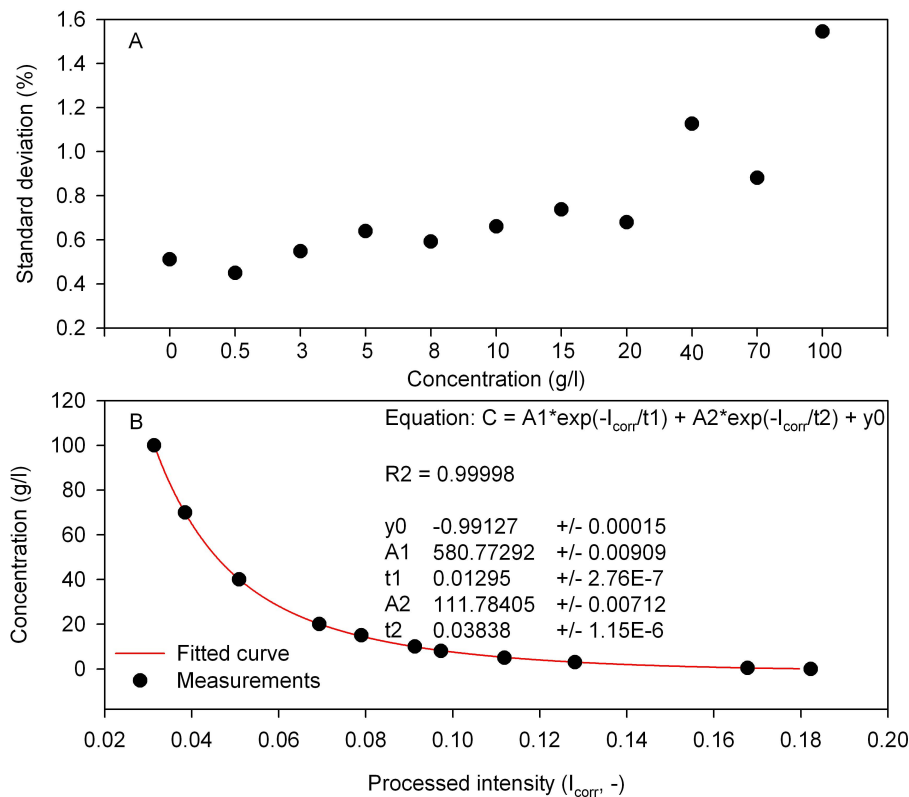 A
Standard deviation (%)
1.6
1.4
1.2
1.0
0.8
0.6
0.4
0.2
0 0.5 3 5 8 10 15 20 40 70 100
Concentration (g/l)
B
Concentration (g/l)
120
100
80
60
40
20
0
Equation: C = A1*exp(-I_corr/t1) + A2*exp(-I_corr/t2) + y0
R2 = 0.99998
y0 -0.99127 +/- 0.00015
A1 580.77292 +/- 0.00909
t1 0.01295 +/- 2.76E-7
A2 111.78405 +/- 0.00712
t2 0.03838 +/- 1.15E-6
Fitted curve
Measurements
0.02 0.04 0.06 0.08 0.10 0.12 0.14 0.16 0.18 0.20
Processed intensity (I_corr, -)